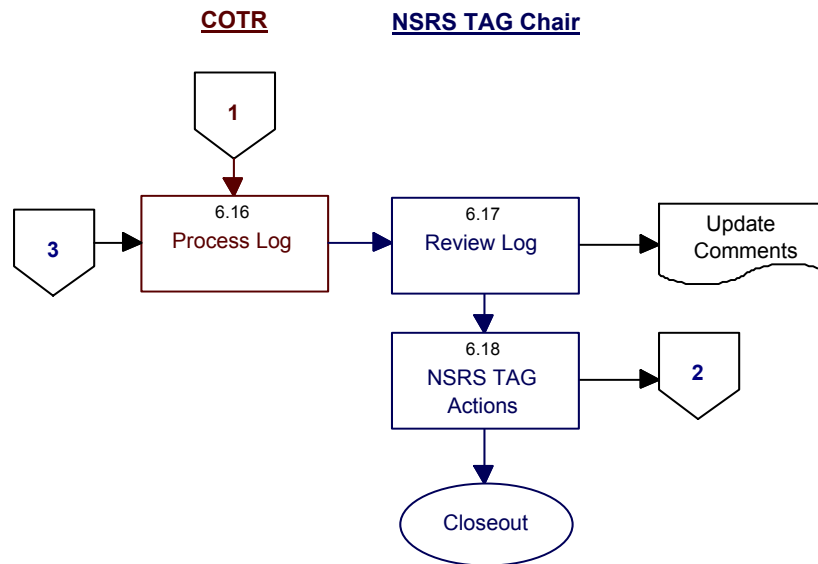 COTR
NSRS TAG Chair
1
3
6.16
Process Log
6.17
Review Log
Update
Comments
6.18
NSRS TAG
Actions
2
Closeout